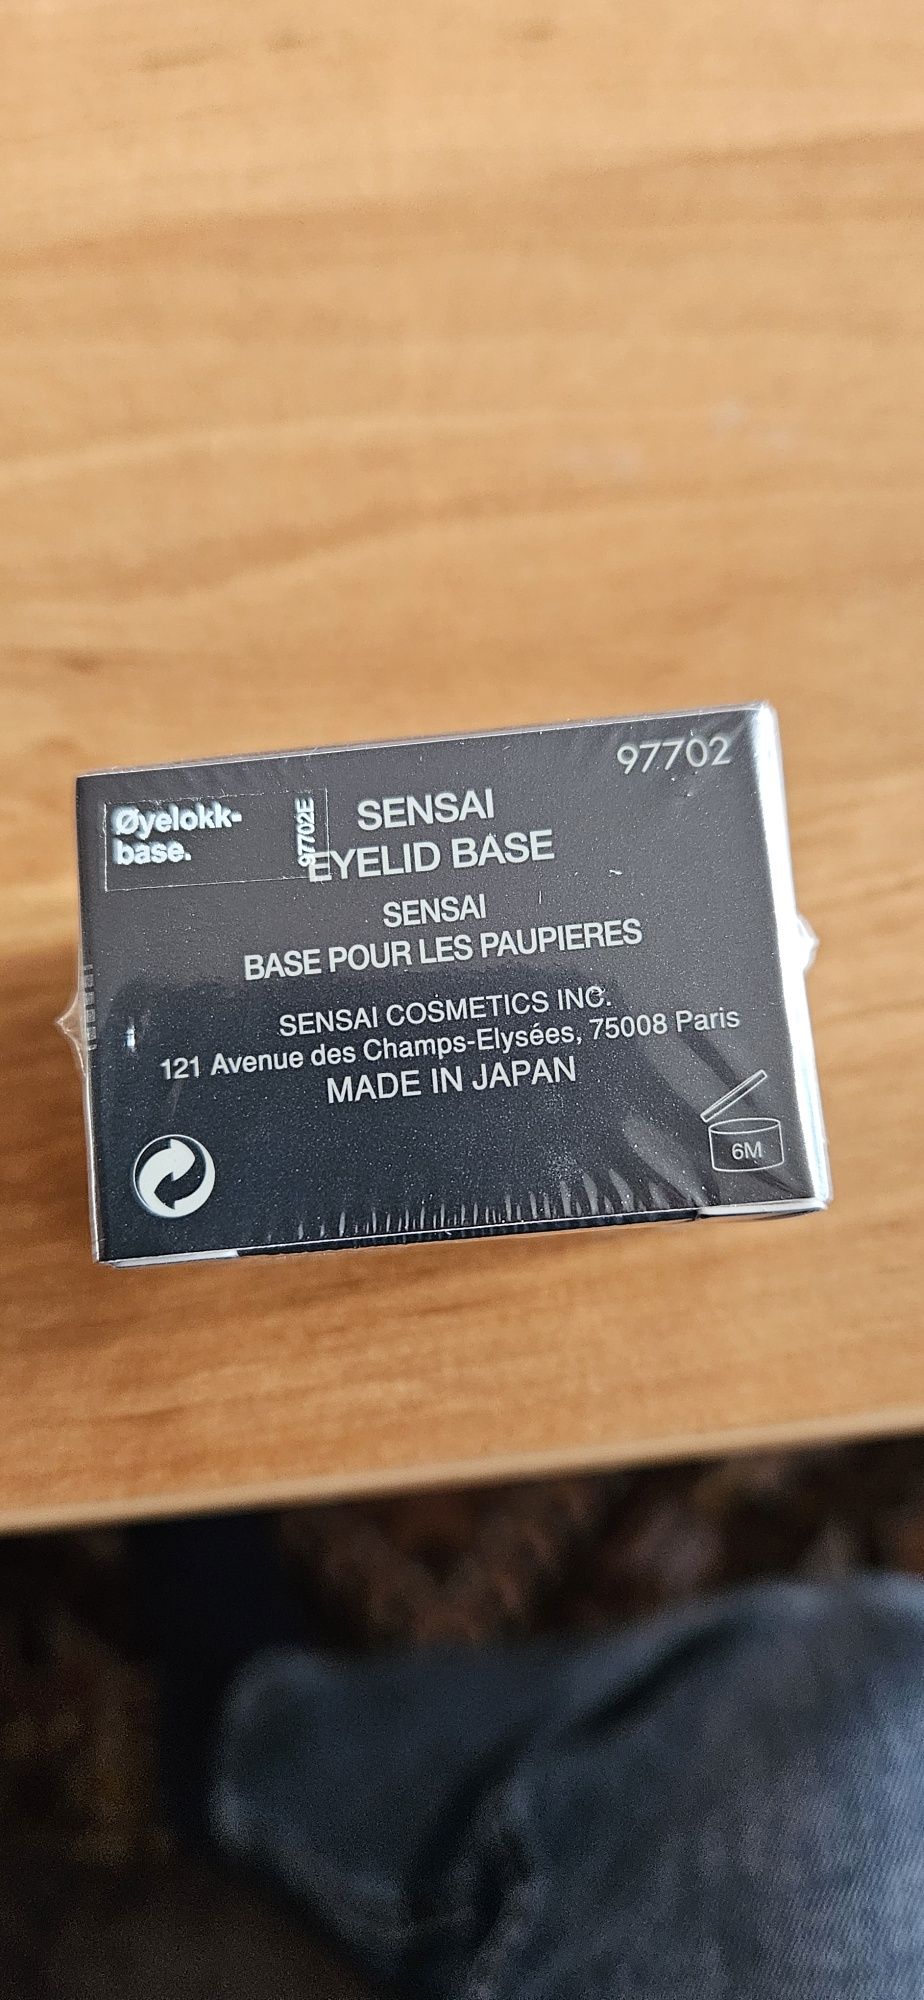 97702
Øyelokk-
base.
97702E
SENSAI
EYELID BASE
SENSAI
BASE POUR LES PAUPIERES
SENSAI COSMETICS INC.
121 Avenue des Champs-Elysées, 75008 Paris
MADE IN JAPAN
6M